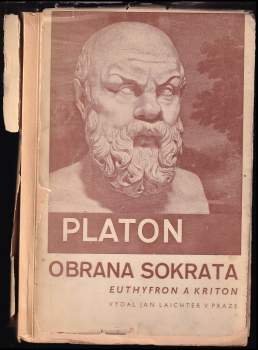 PLATON
OBRANA SOKRATA
EUTHYFRON A KRITON
VYDAL JAN LAICHTER V PRAZE